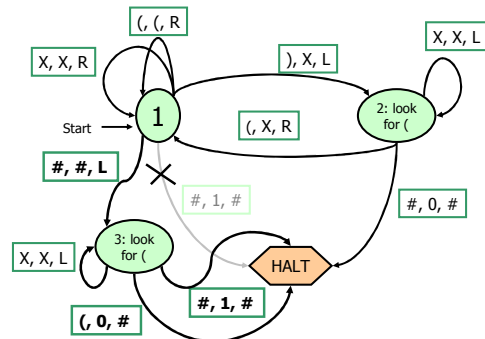 (, (, R
X, X, R
), X, L
X, X, L
1
2: look
for (
Start
(, X, R
#, #, L
#, 1, #
#, 0, #
3: look
for (
X, X, L
HALT
#, 1, #
(, 0, #